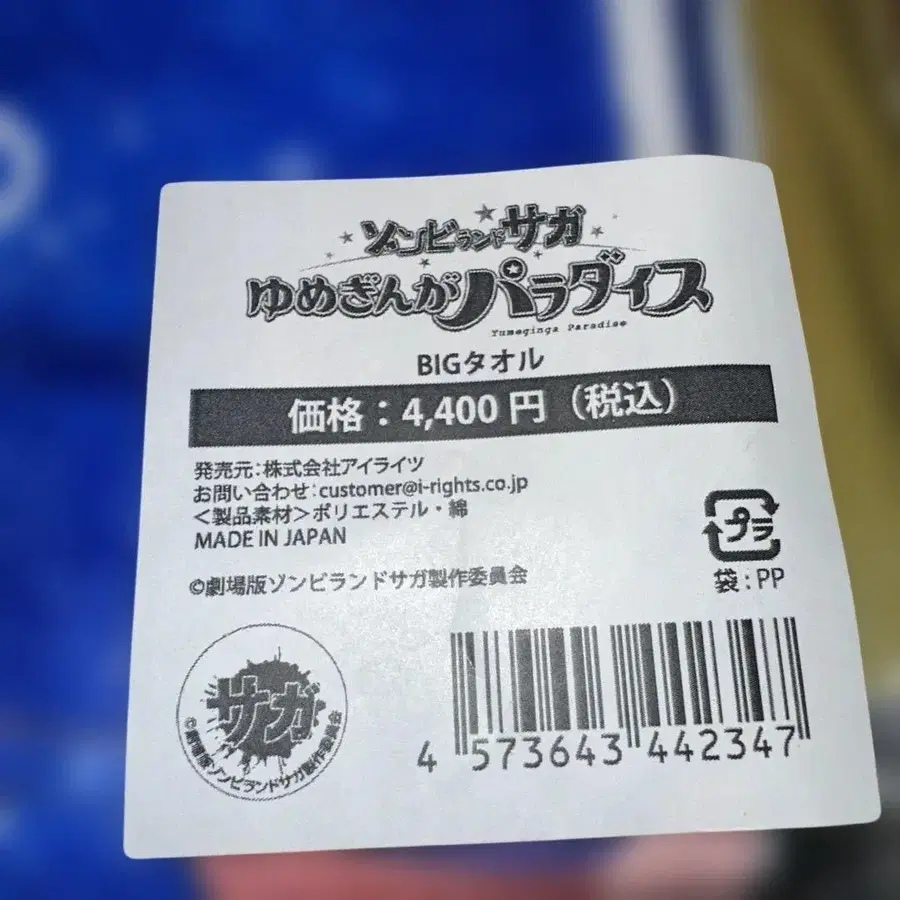 ゾンビランドサガ
ゆめぎんがパラダイス
Yumeginga Paradise
BIGタオル
価格：4,400円（税込）
発売元：株式会社アイライツ
お問い合わせ：customer@i-rights.co.jp
＜製品素材＞ポリエステル・綿
MADE IN JAPAN
プラ
袋：PP
©劇場版ゾンビランドサガ製作委員会
サガ
©劇場版ゾンビランドサガ製作委員会
4 573643 442347